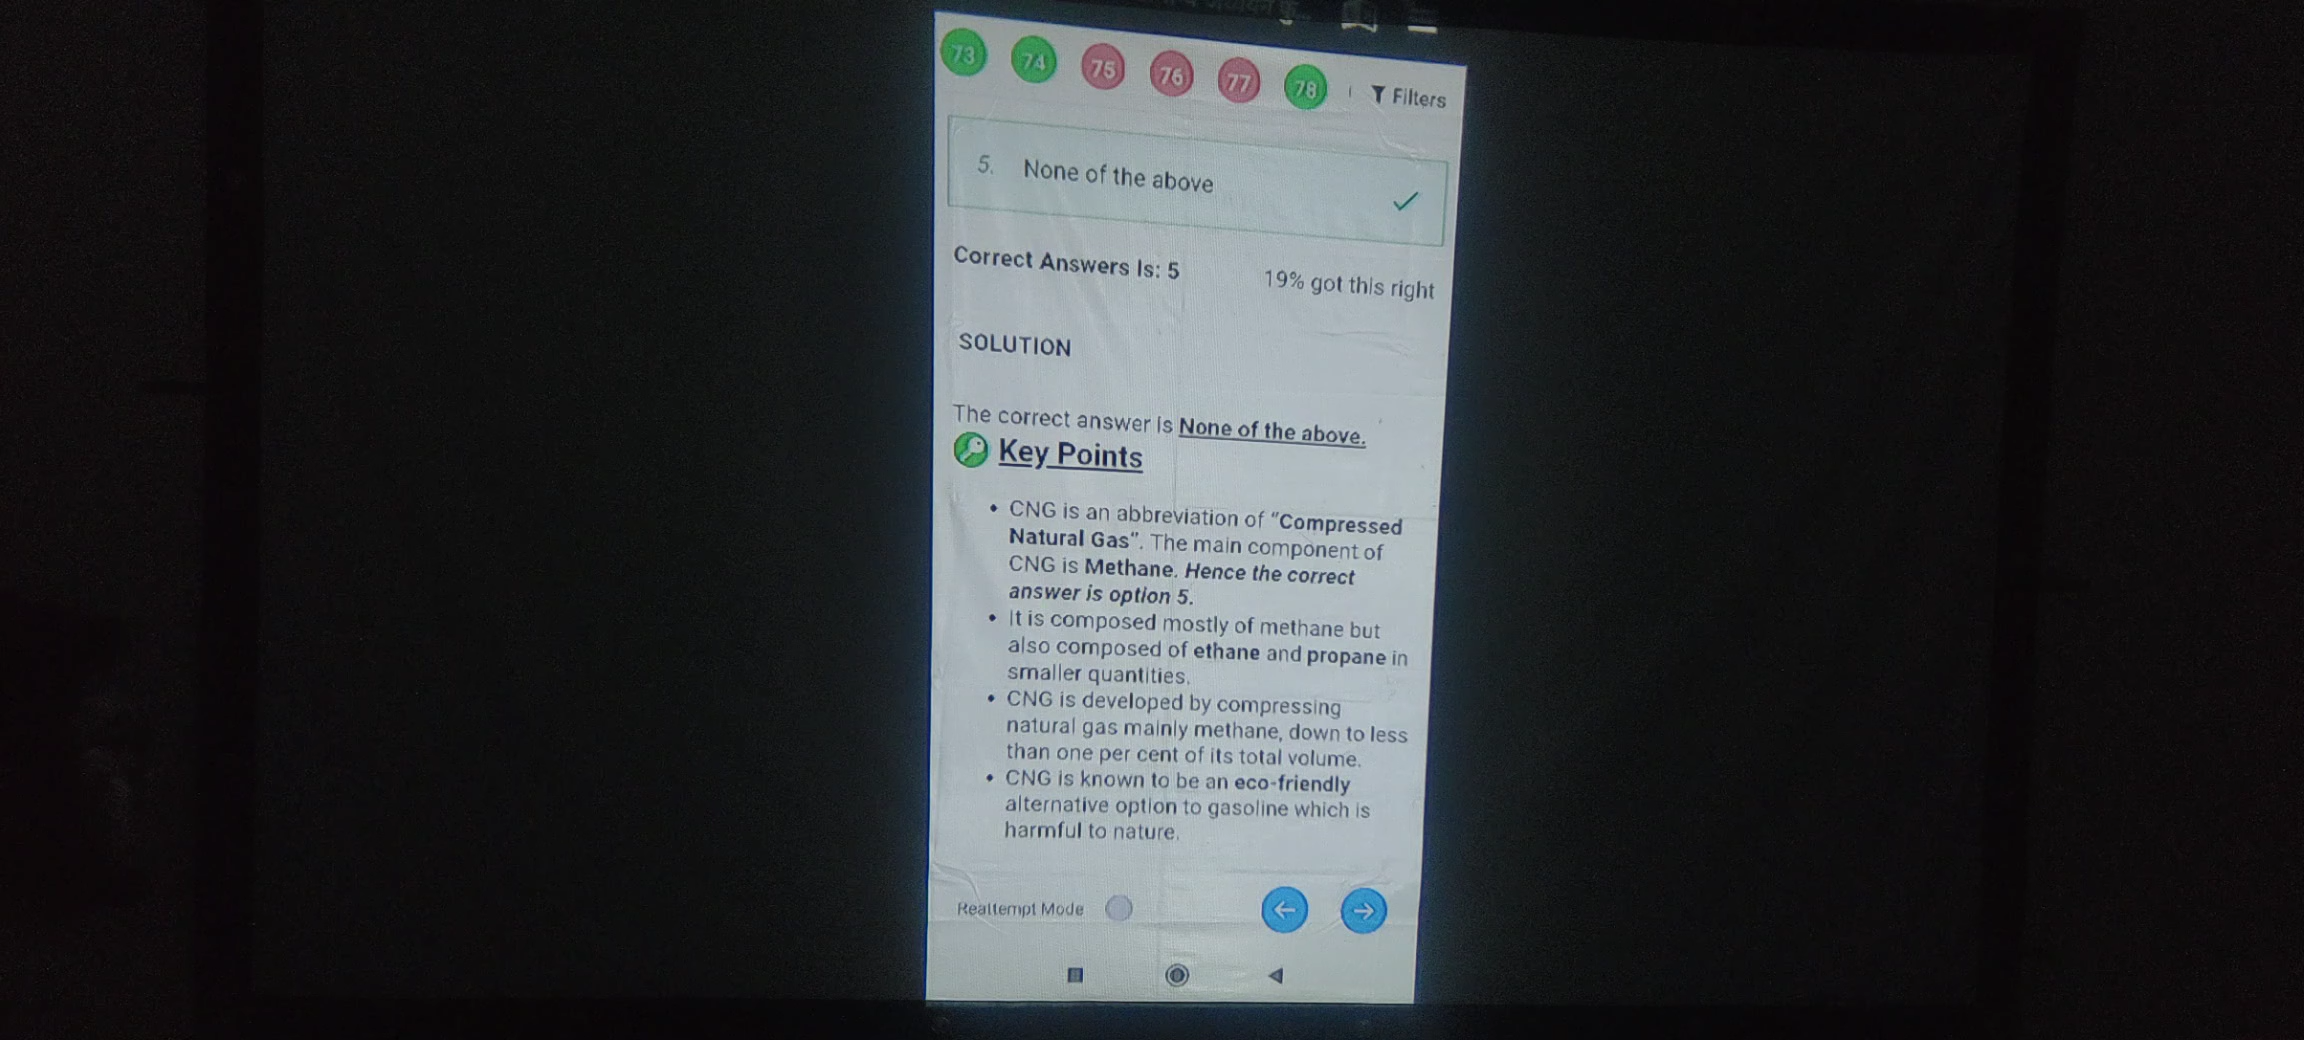 73 74 75 76 77 78 Filters
5. None of the above
Correct Answers Is: 5 19% got this right
SOLUTION
The correct answer is None of the above.
Key Points
• CNG is an abbreviation of “Compressed
Natural Gas”. The main component of
CNG is Methane. Hence the correct
answer is option 5.
• It is composed mostly of methane but
also composed of ethane and propane in
smaller quantities.
• CNG is developed by compressing
natural gas mainly methane, down to less
than one per cent of its total volume.
• CNG is known to be an eco-friendly
alternative option to gasoline which is
harmful to nature.
Reattempt Mode